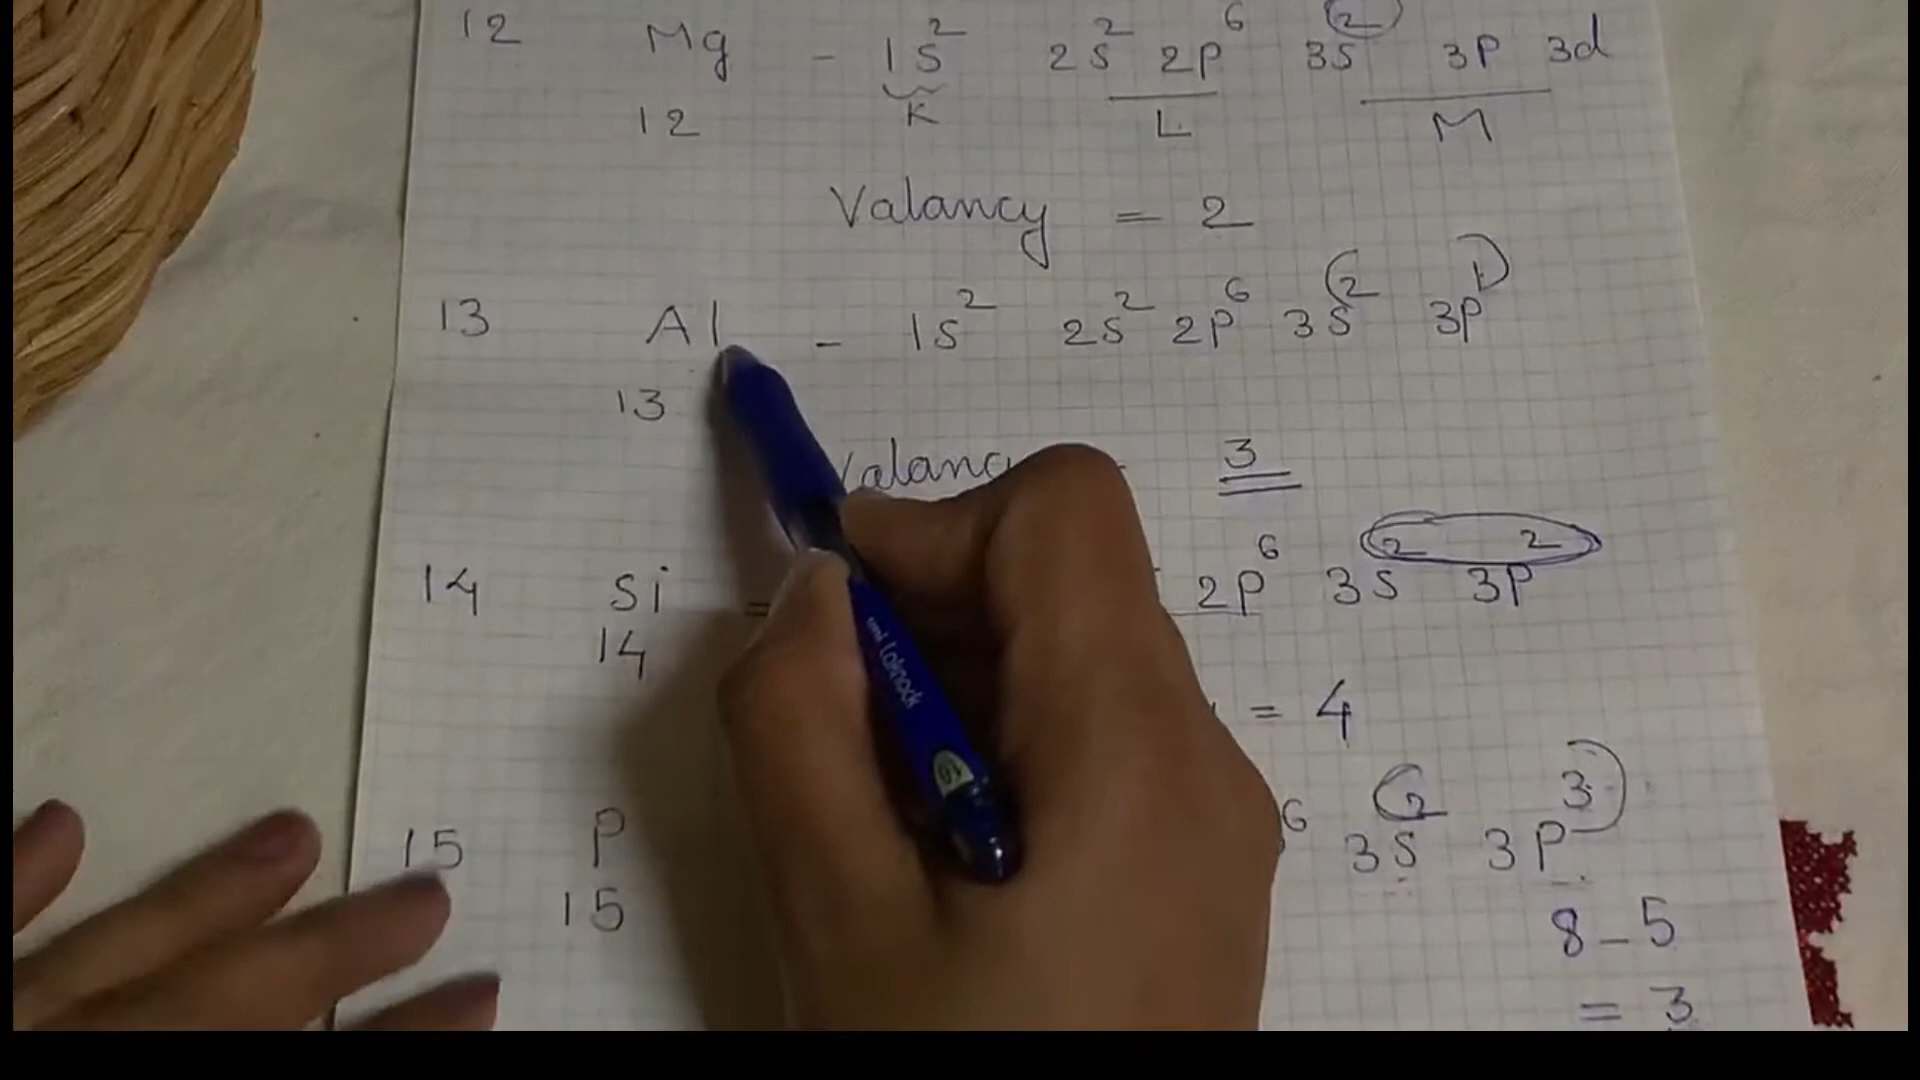 12 Mg - 1s² 2s² 2p⁶ 3s² 3p 3d
12 K L M
Valancy = 2
13 Al - 1s² 2s² 2p⁶ 3s² 3p¹
13
3
14 Si = 2p⁶ 3s² 3p²
14
= 4
15 P 6 3s² 3p³
15
8-5
= 3
uni